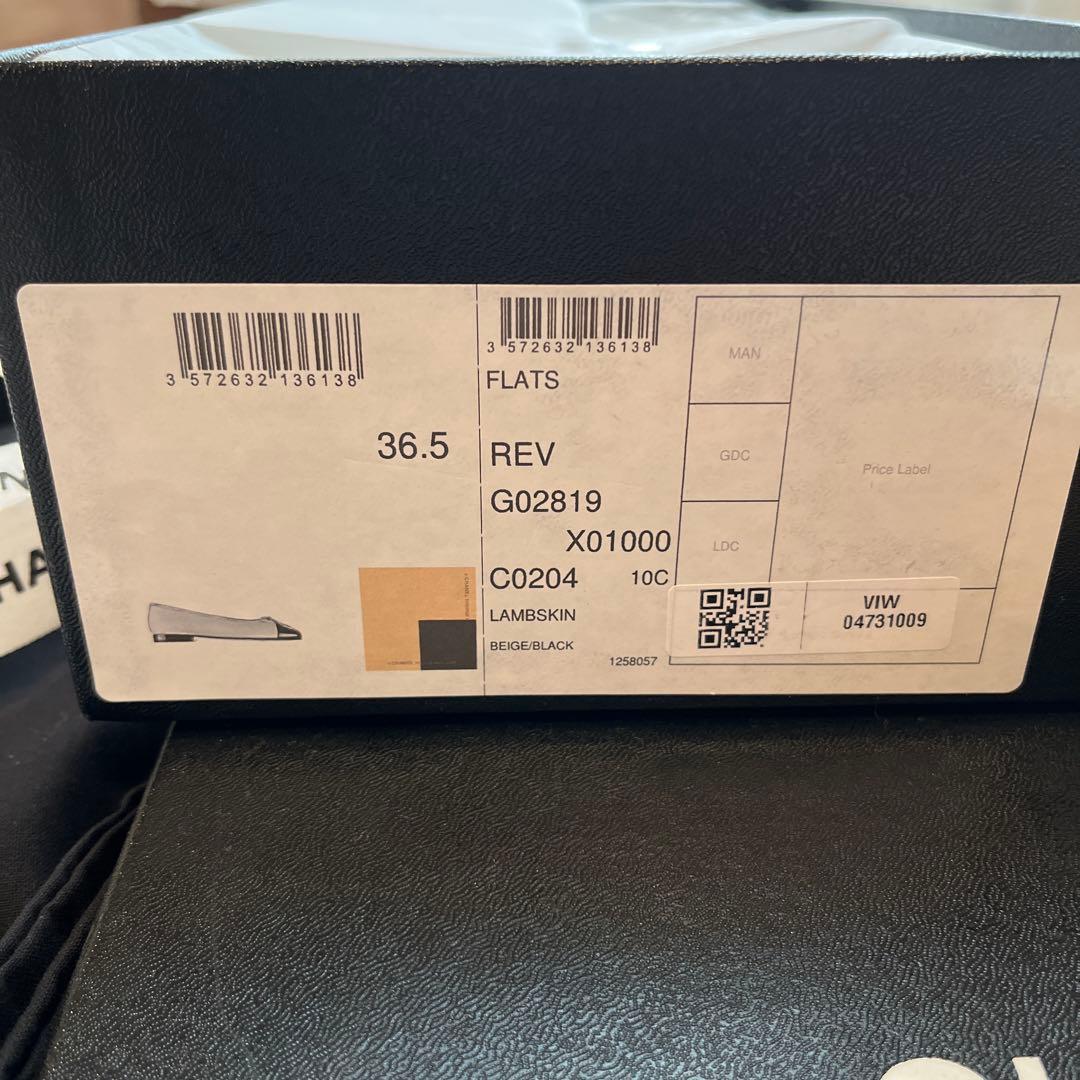 3 572632 136138
36.5
3 572632 136138
FLATS
REV
G02819
X01000
C0204 10C
LAMBSKIN
BEIGE/BLACK
1258057
MAN
GDC
LDC
Price Label
VIW
04731009
N
HA